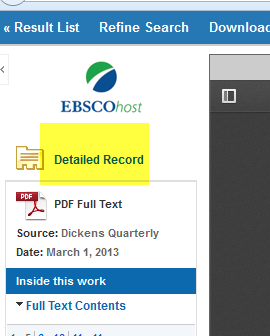 « Result List Refine Search Download
EBSCOhost
Detailed Record
PDF
PDF Full Text
Source: Dickens Quarterly
Date: March 1, 2013
Inside this work
Full Text Contents